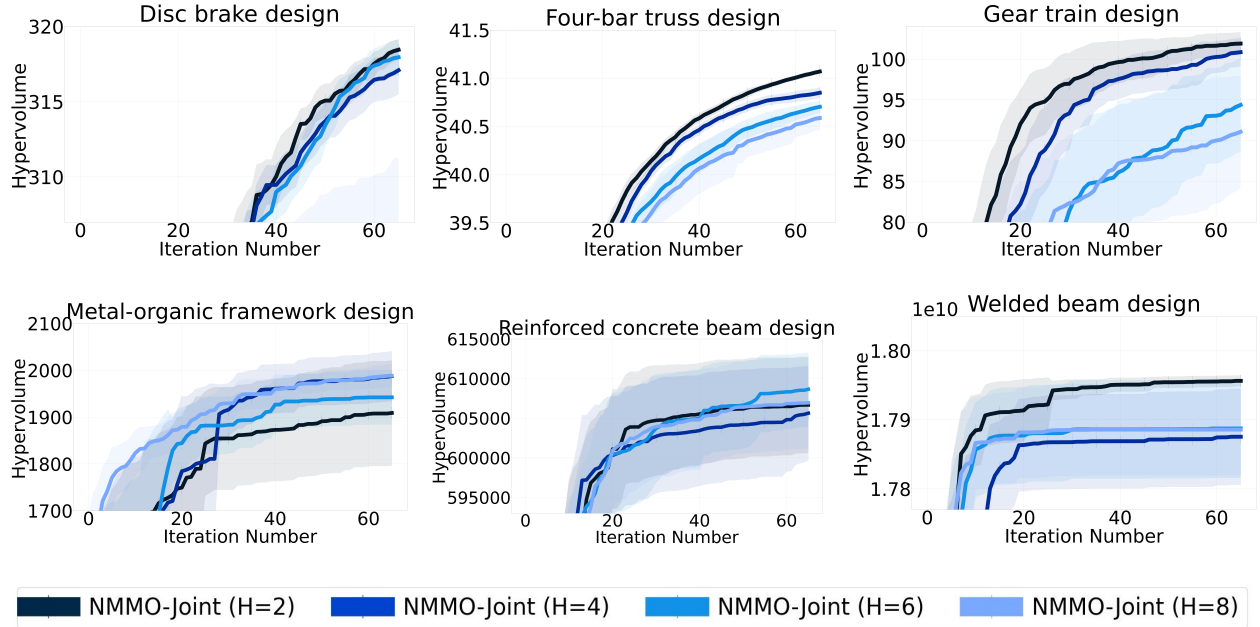 Disc brake design
320
315
310
Hypervolume
0 20 40 60
Iteration Number
Four-bar truss design
41.5
41.0
40.5
40.0
39.5
Hypervolume
0 20 40 60
Iteration Number
Gear train design
100
95
90
85
80
Hypervolume
0 20 40 60
Iteration Number
Metal-organic framework design
2100
2000
1900
1800
1700
Hypervolume
0 20 40 60
Iteration Number
Reinforced concrete beam design
615000
610000
605000
600000
595000
Hypervolume
0 20 40 60
Iteration Number
Welded beam design
1e10
1.80
1.79
1.78
Hypervolume
0 20 40 60
Iteration Number
NMMO-Joint (H=2) NMMO-Joint (H=4) NMMO-Joint (H=6) NMMO-Joint (H=8)